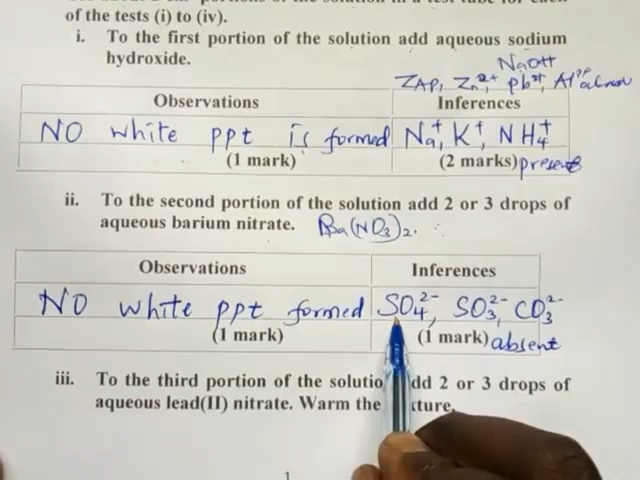 of the tests (i) to (iv).
i. To the first portion of the solution add aqueous sodium
hydroxide. NaOH
ZAP, Zn²⁺, Pb²⁺, Al³⁺
Observations Inferences
NO white ppt is formed Na⁺, K⁺, NH₄⁺
(1 mark) (2 marks) present
ii. To the second portion of the solution add 2 or 3 drops of
aqueous barium nitrate. Ba(NO₃)₂.
Observations Inferences
NO white ppt formed SO₄²⁻, SO₃²⁻ CO₃²⁻
(1 mark) (1 mark) absent
iii. To the third portion of the solutio dd 2 or 3 drops of
aqueous lead(II) nitrate. Warm the xture.
1